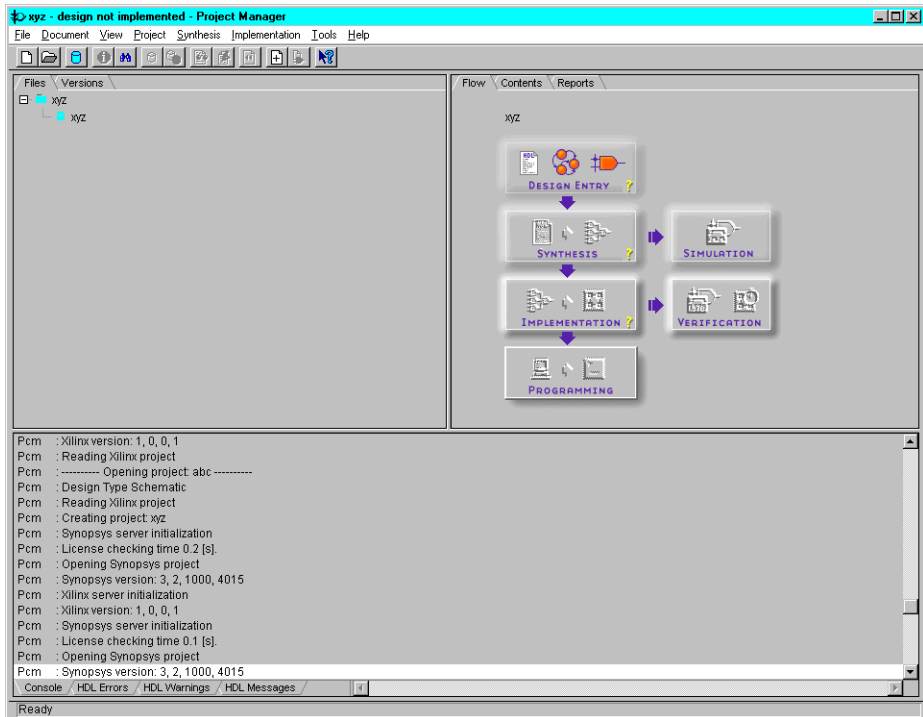 xyz - design not implemented - Project Manager
File Document View Project Synthesis Implementation Tools Help
Files Versions
Flow Contents Reports
xyz
xyz
xyz
HDL
DESIGN ENTRY ?
SYNTHESIS ?
SIMULATION
IMPLEMENTATION ?
VERIFICATION
PROGRAMMING
Pcm : Xilinx version: 1, 0, 0, 1
Pcm : Reading Xilinx project
Pcm : ---------- Opening project: abc ----------
Pcm : Design Type Schematic
Pcm : Reading Xilinx project
Pcm : Creating project: xyz
Pcm : Synopsys server initialization
Pcm : License checking time 0.2 [s].
Pcm : Opening Synopsys project
Pcm : Synopsys version: 3, 2, 1000, 4015
Pcm : Xilinx server initialization
Pcm : Xilinx version: 1, 0, 0, 1
Pcm : Synopsys server initialization
Pcm : License checking time 0.1 [s].
Pcm : Opening Synopsys project
Pcm : Synopsys version: 3, 2, 1000, 4015
Console HDL Errors HDL Warnings HDL Messages
Ready